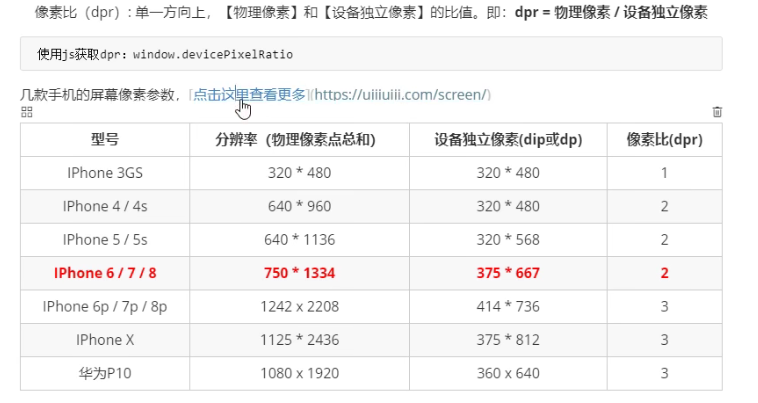 像素比（dpr）: 单一方向上，【物理像素】和【设备独立像素】的比值。即：dpr = 物理像素 / 设备独立像素
使用js获取dpr: window.devicePixelRatio
几款手机的屏幕像素参数，[点击这里查看更多](https://uiiiuiii.com/screen/)
型号 分辨率（物理像素点总和） 设备独立像素(dip或dp) 像素比(dpr)
IPhone 3GS 320 * 480 320 * 480 1
IPhone 4 / 4s 640 * 960 320 * 480 2
IPhone 5 / 5s 640 * 1136 320 * 568 2
IPhone 6 / 7 / 8 750 * 1334 375 * 667 2
IPhone 6p / 7p / 8p 1242 x 2208 414 * 736 3
IPhone X 1125 * 2436 375 * 812 3
华为P10 1080 x 1920 360 x 640 3